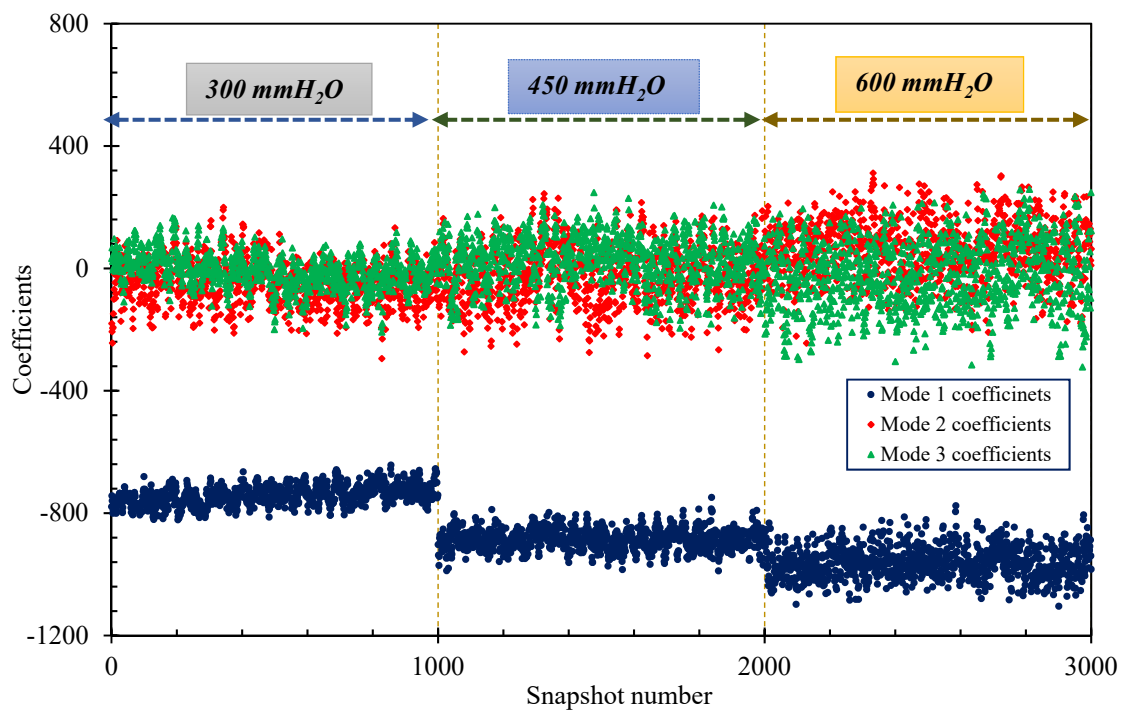 800
400
0
-400
-800
-1200
Coefficients
300 mmH₂O
450 mmH₂O
600 mmH₂O
Mode 1 coefficinets
Mode 2 coefficients
Mode 3 coefficients
0
1000
2000
3000
Snapshot number